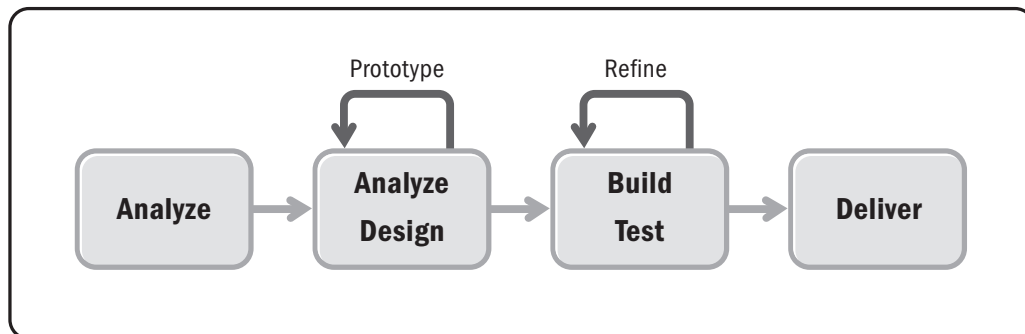 Prototype
Refine
Analyze
Analyze
Design
Build
Test
Deliver